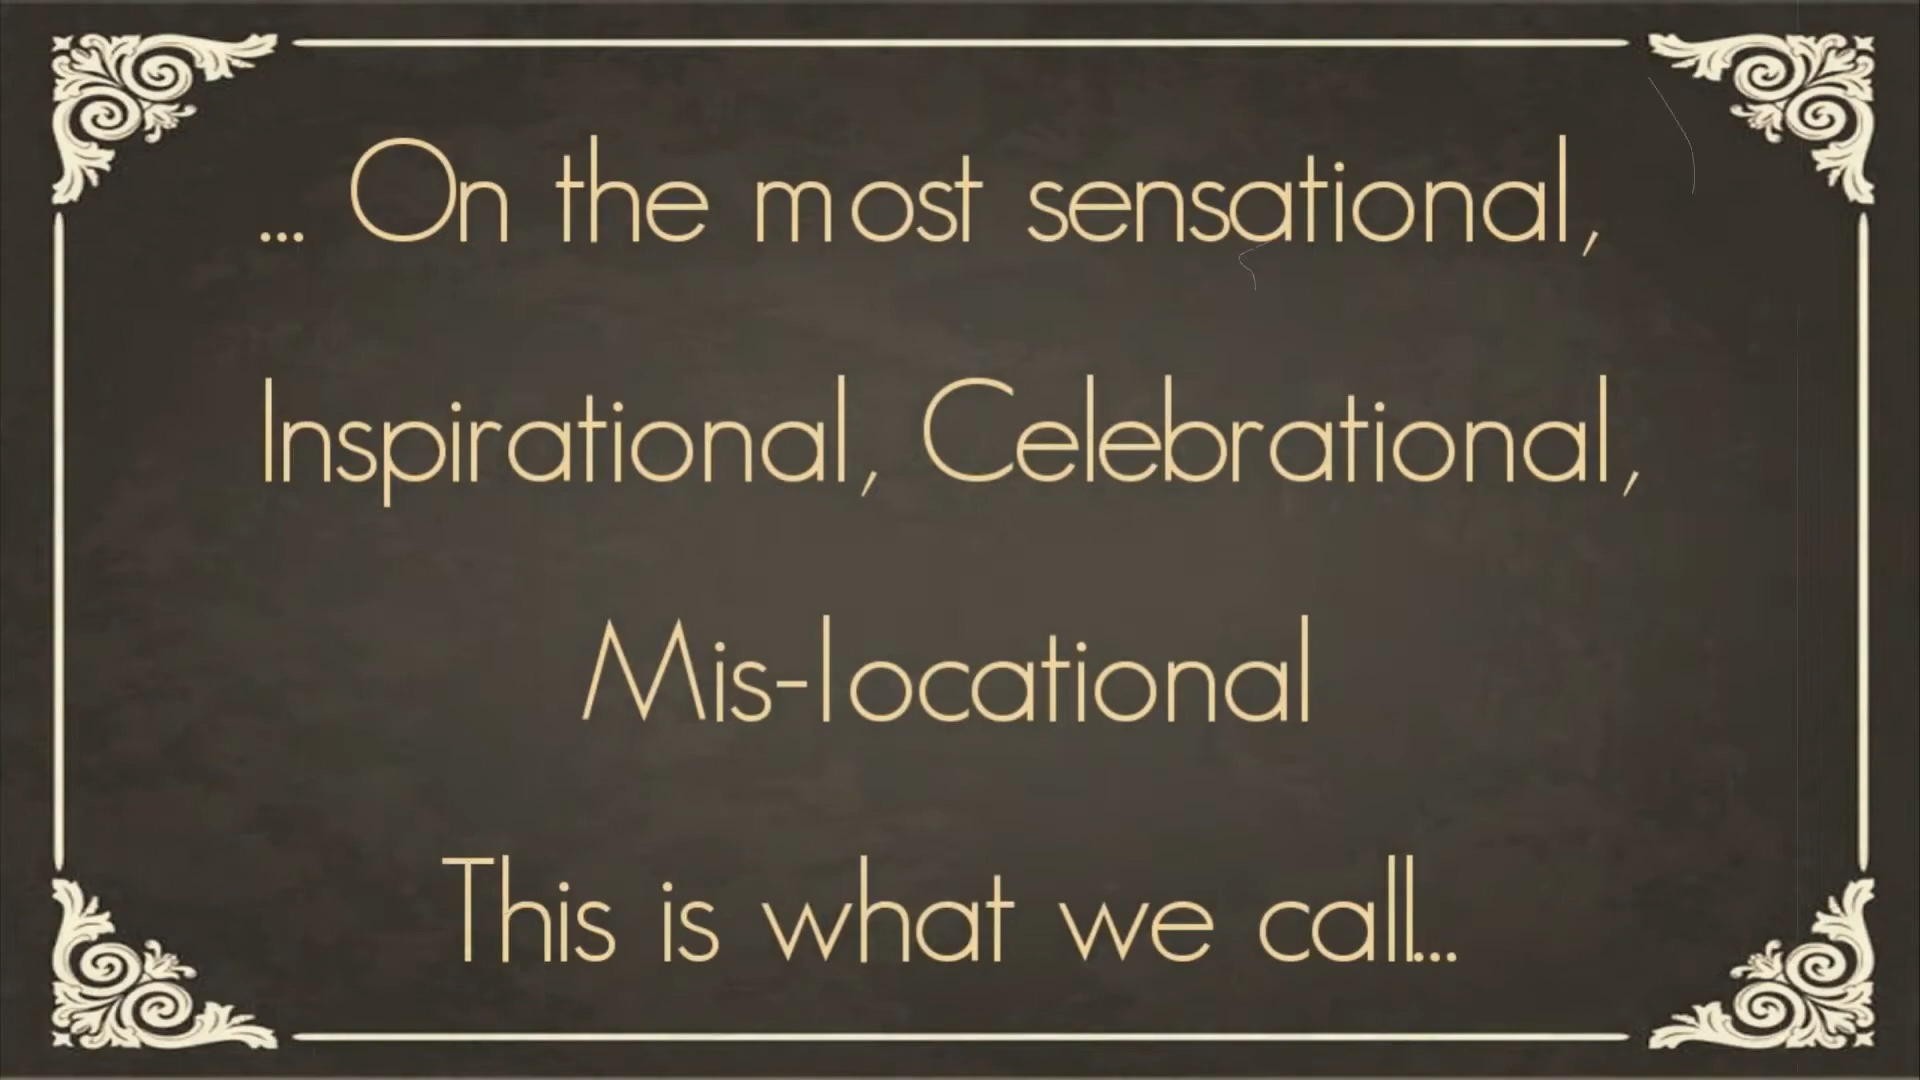 ... On the most sensational,
Inspirational, Celebrational,
Mis-locational
This is what we call...